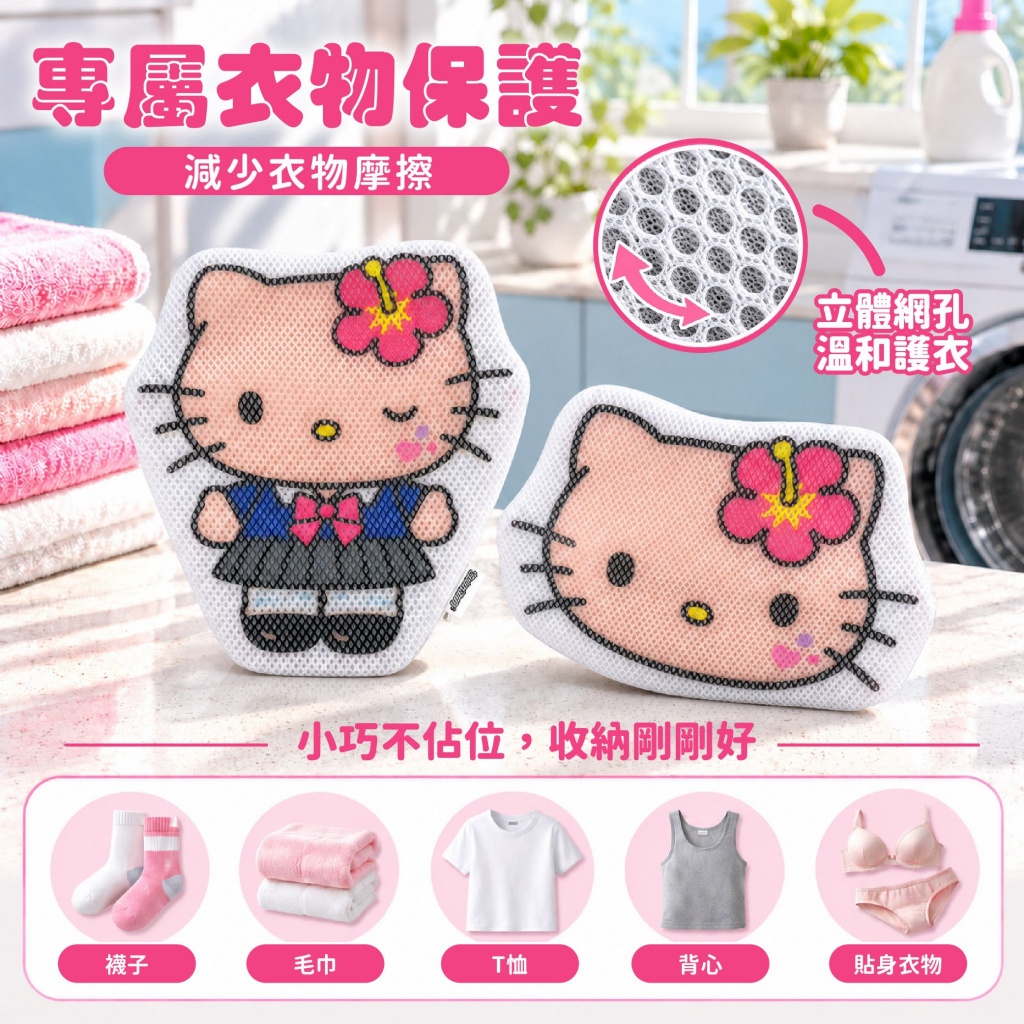 專屬衣物保護
減少衣物摩擦
立體網孔
溫和護衣
小巧不佔位，收納剛剛好
襪子
毛巾
T恤
背心
貼身衣物